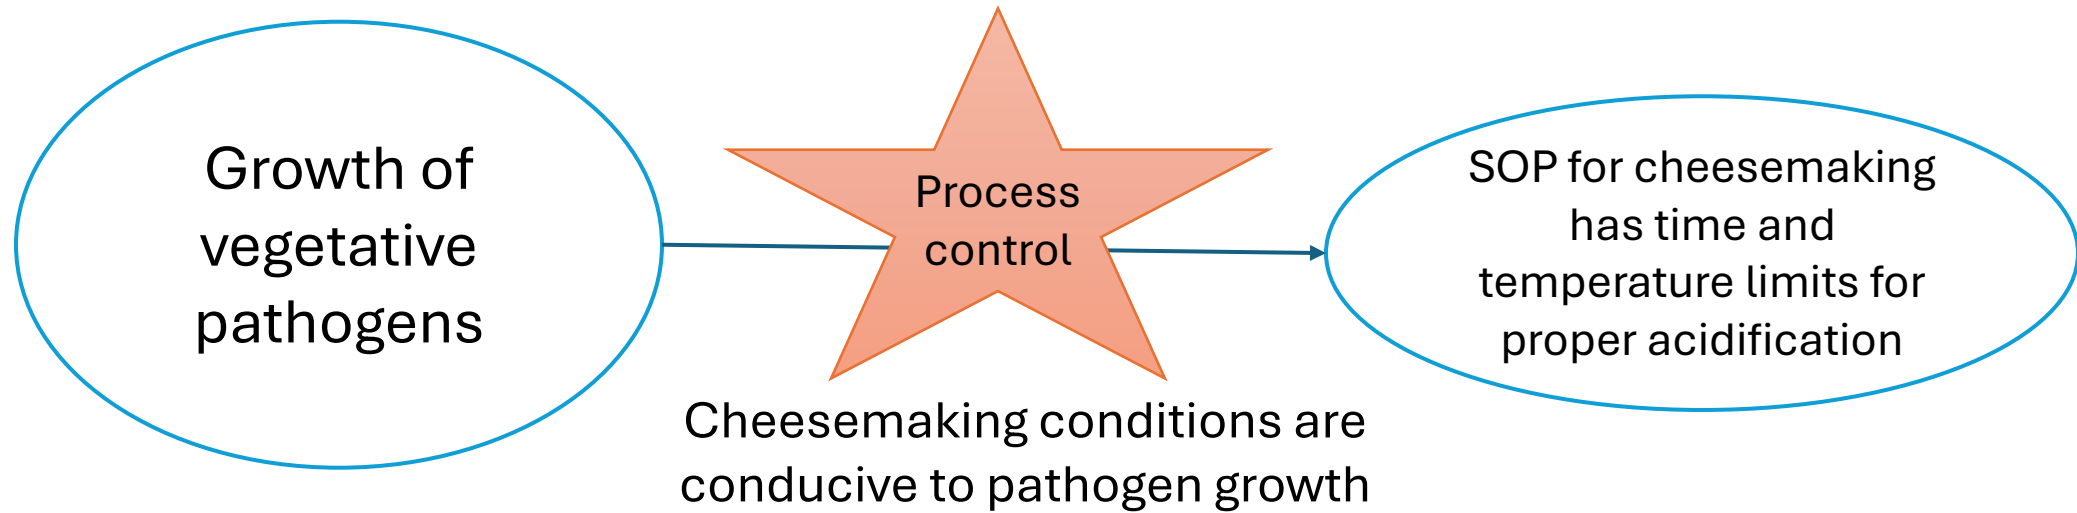 Growth of
vegetative
pathogens
Process
control
Cheesemaking conditions are
conducive to pathogen growth
SOP for cheesemaking
has time and
temperature limits for
proper acidification